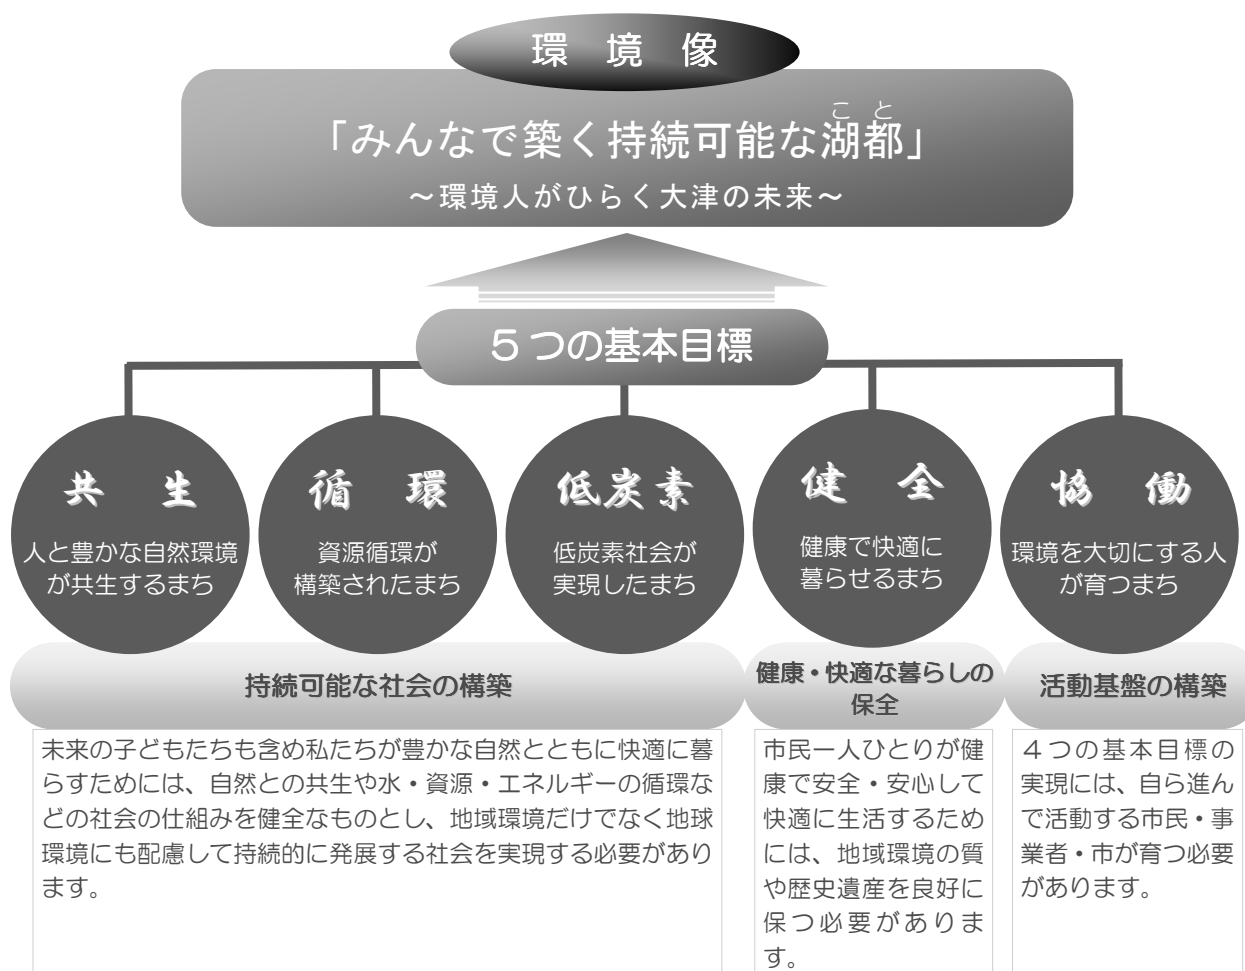 環 境 像
こ と
「みんなで築く持続可能な湖都」
～環境人がひらく大津の未来～
５つの基本目標
共 生
人と豊かな自然環境
が共生するまち
循 環
資源循環が
構築されたまち
低炭素
低炭素社会が
実現したまち
健 全
健康で快適に
暮らせるまち
協 働
環境を大切にする人
が育つまち
持続可能な社会の構築
未来の子どもたちも含め私たちが豊かな自然とともに快適に暮
らすためには、自然との共生や水・資源・エネルギーの循環な
どの社会の仕組みを健全なものとし、地域環境だけでなく地球
環境にも配慮して持続的に発展する社会を実現する必要があり
ます。
健康・快適な暮らしの
保全
市民一人ひとりが健
康で安全・安心して
快適に生活するため
には、地域環境の質
や歴史遺産を良好に
保つ必要がありま
す。
活動基盤の構築
４つの基本目標の
実現には、自ら進ん
で活動する市民・事
業者・市が育つ必要
があります。